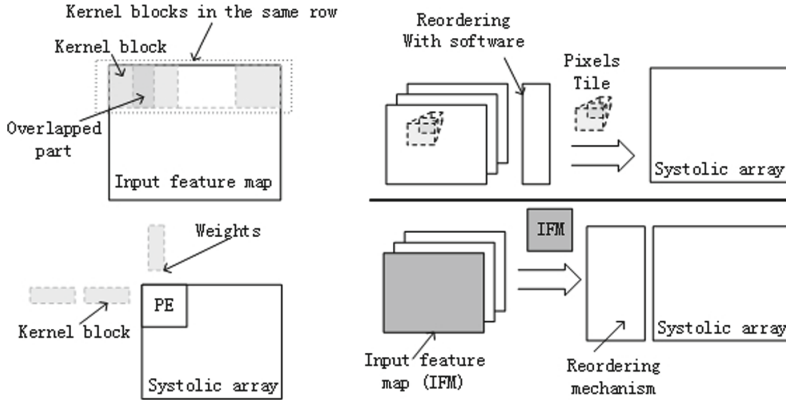 Kernel blocks in the same row
Kernel block
Overlapped
part
Input feature map
Weights
PE
Kernel block
Systolic array
Reordering
With software
Pixels
Tile
Systolic array
IFM
Systolic array
Input feature
map (IFM)
Reordering
mechanism